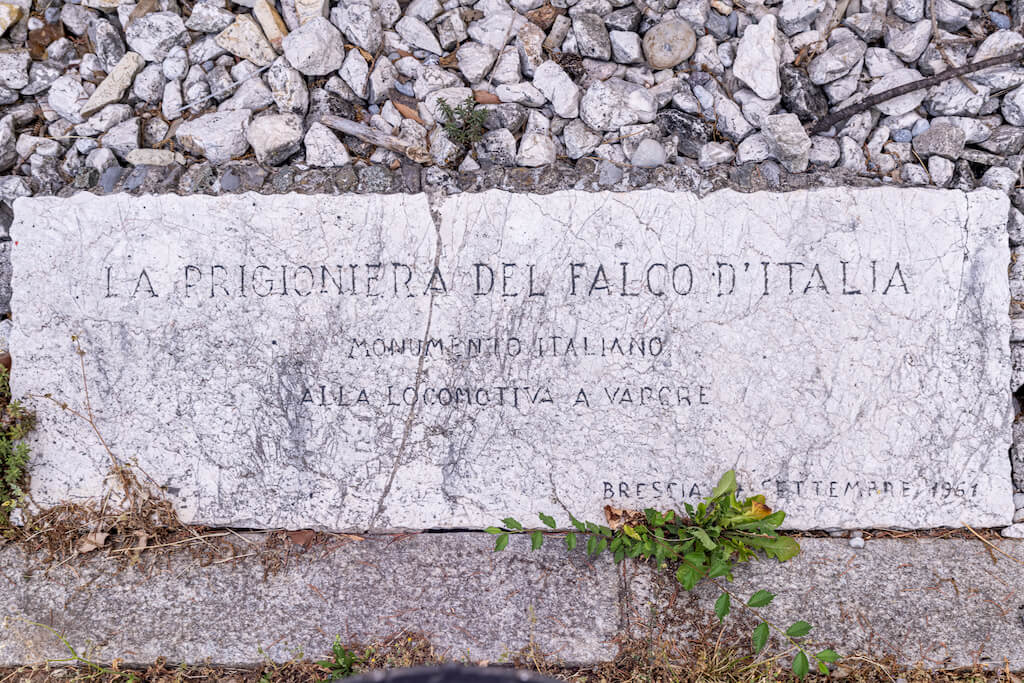 LA PRIGIONIERA DEL FALCO D'ITALIA
MONUMENTO ITALIANO
ALLA LOCOMOTIVA A VAPORE
BRESCIA SETTEMBRE 1961